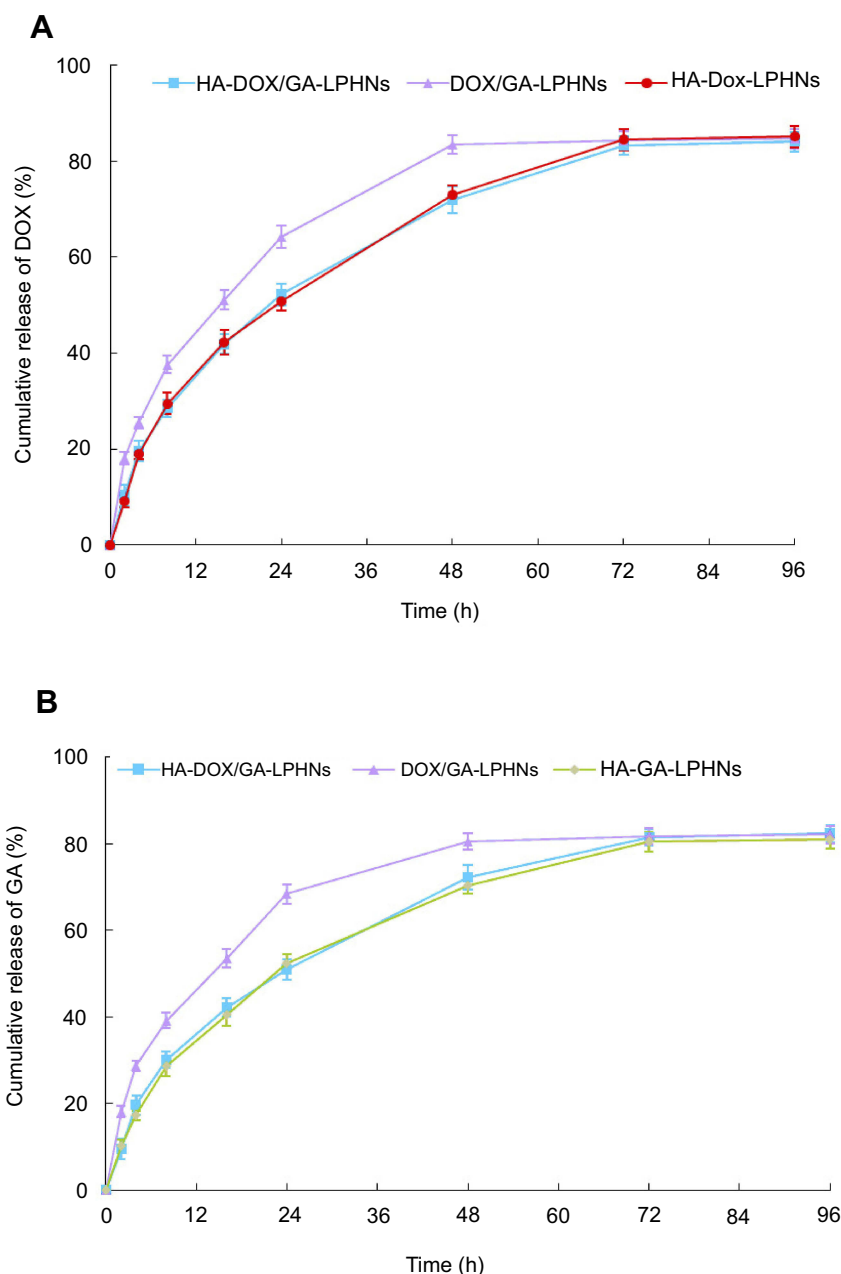 A
HA-DOX/GA-LPHNs DOX/GA-LPHNs HA-Dox-LPHNs
Cumulative release of DOX (%)
100
80
60
40
20
0
0 12 24 36 48 60 72 84 96
Time (h)
B
HA-DOX/GA-LPHNs DOX/GA-LPHNs HA-GA-LPHNs
Cumulative release of GA (%)
100
80
60
40
20
0
0 12 24 36 48 60 72 84 96
Time (h)